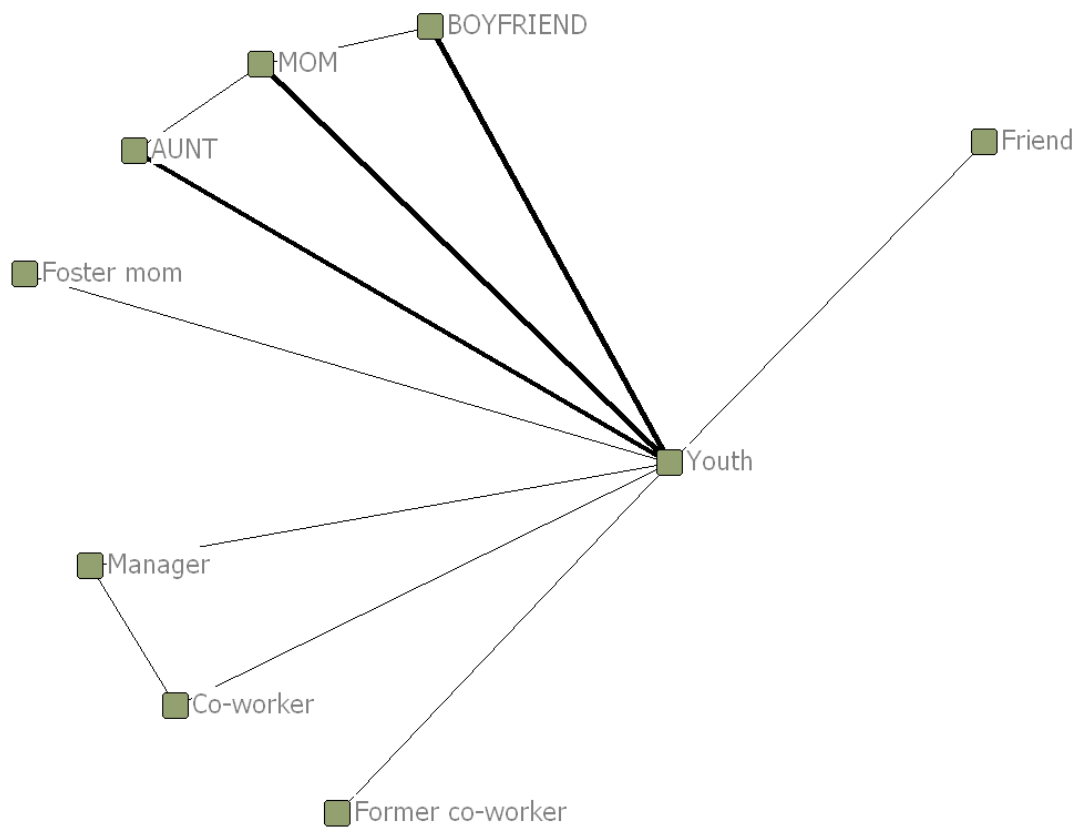 BOYFRIEND
MOM
Friend
AUNT
Foster mom
Youth
Manager
Co-worker
Former co-worker